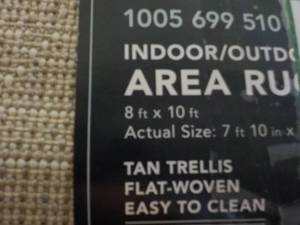 1005 699 510
INDOOR/OUTDO
AREA RU
8 ft x 10 ft
Actual Size: 7 ft 10 in x
TAN TRELLIS
FLAT-WOVEN
EASY TO CLEAN